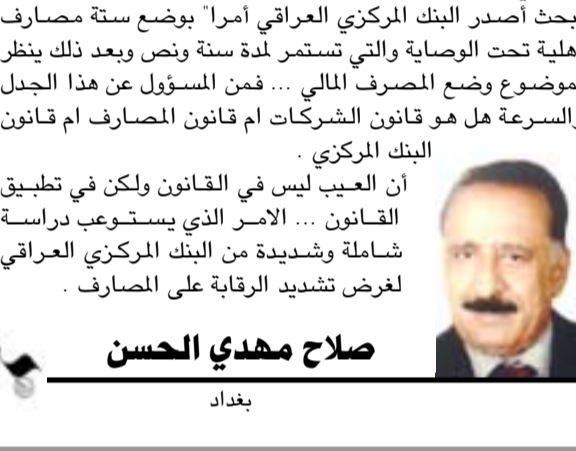 بحث أصدر البنك المركزي العراقي أمرا" بوضع ستة مصارف
هلية تحت الوصاية والتي تستمر لمدة سنة ونص وبعد ذلك ينظر
موضوع وضع المصرف المالي ... فمن المسؤول عن هذا الجدل
السرعة هل هو قانون الشركات ام قانون المصارف ام قانون
البنك المركزي .
أن العيب ليس في القانون ولكن في تطبيق
القانون ... الامر الذي يستوعب دراسة
شاملة وشديدة من البنك المركزي العراقي
لغرض تشديد الرقابة على المصارف .
صلاح مهدي الحسن
بغداد